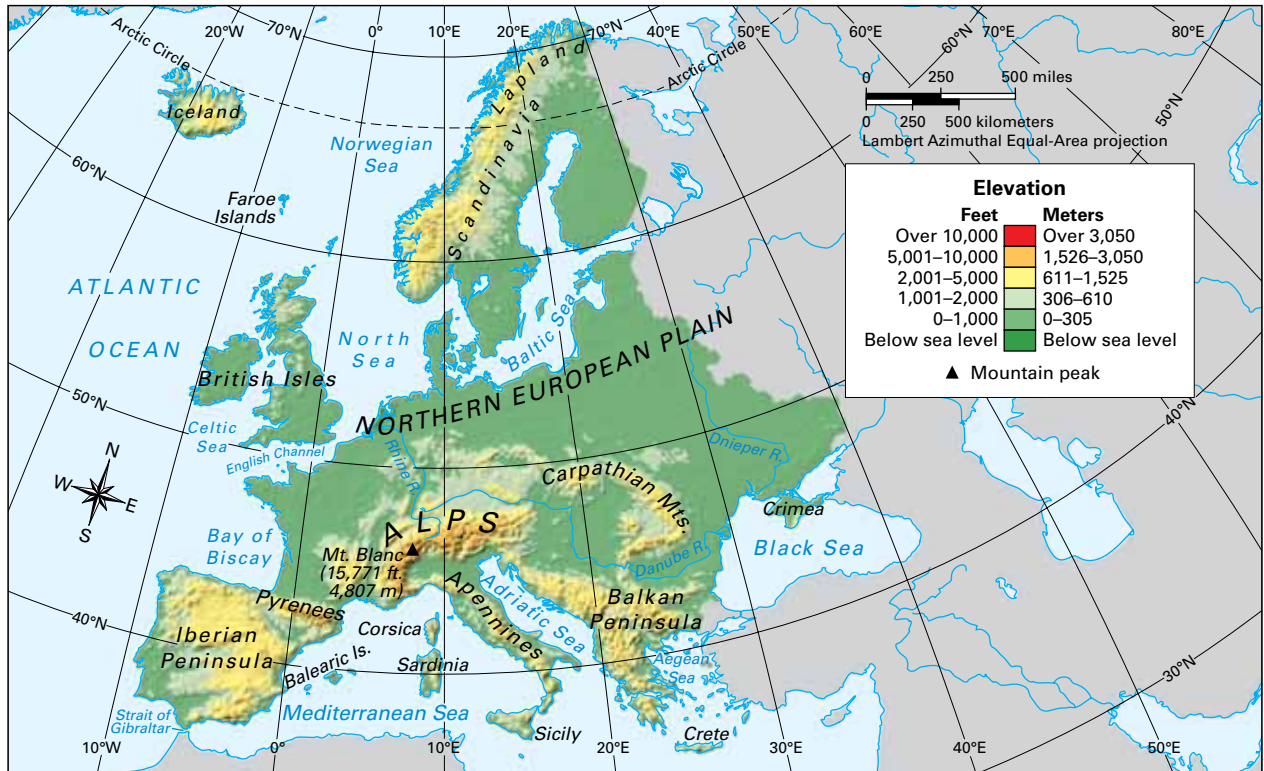 20°W
70°N
0°
10°E
20°E
70°N
40°E
50°E
60°E
60°N
70°E
80°E
Arctic Circle
Arctic Circle
Lapland
Iceland
Norwegian
Sea
Scandinavia
60°N
50°N
0 250 500 miles
0 250 500 kilometers
Lambert Azimuthal Equal-Area projection
Elevation
Feet Meters
Over 10,000 Over 3,050
5,001–10,000 1,526–3,050
2,001–5,000 611–1,525
1,001–2,000 306–610
0–1,000 0–305
Below sea level Below sea level
▲ Mountain peak
Faroe
Islands
ATLANTIC
OCEAN
North
Sea
Baltic Sea
British Isles
NORTHERN EUROPEAN PLAIN
50°N
40°N
Celtic
Sea
English Channel
Rhine R.
Dnieper R.
Carpathian Mts.
N
W
E
S
Crimea
ALPS
Bay of
Biscay
Mt. Blanc
(15,771 ft.
4,807 m)
Danube R.
Black Sea
Pyrenees
Apennines
Adriatic Sea
Balkan
Peninsula
40°N
Iberian
Peninsula
Corsica
Balearic Is.
Sardinia
Aegean
Sea
30°N
Strait of
Gibraltar
Mediterranean Sea
Sicily
Crete
10°W
0°
10°E
20°E
30°E
40°E
50°E